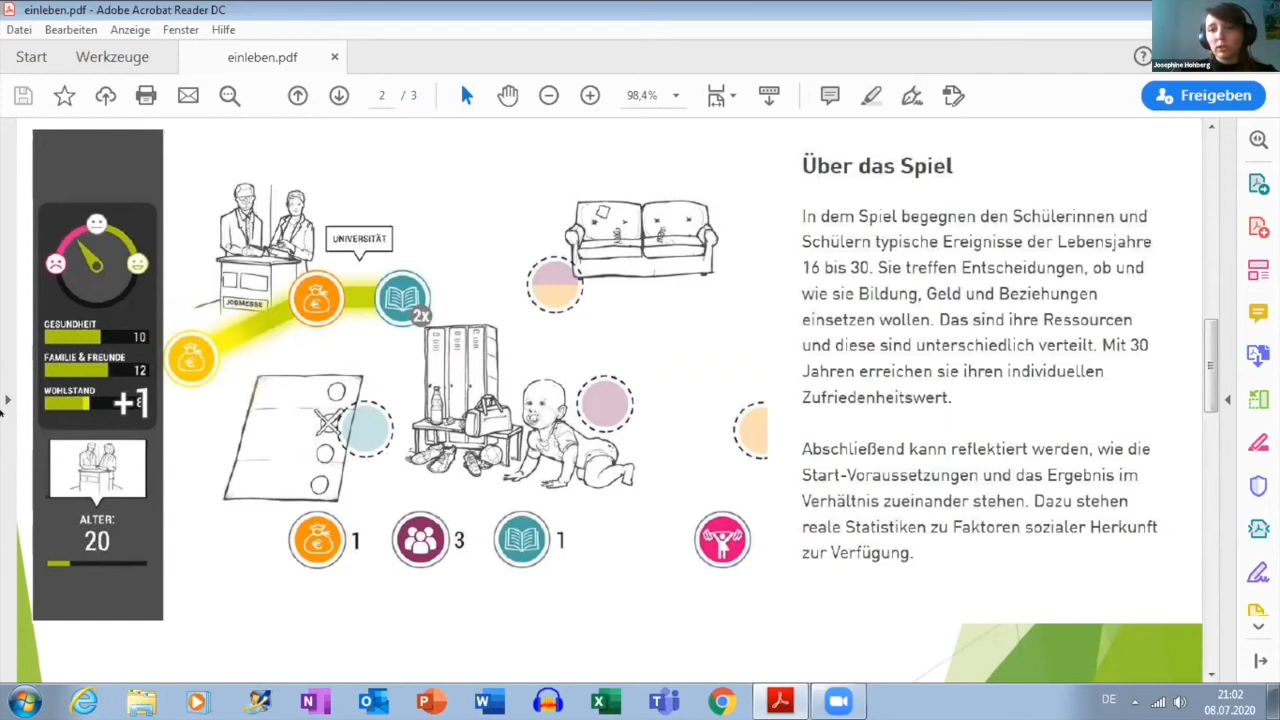 einleben.pdf - Adobe Acrobat Reader DC
Datei Bearbeiten Anzeige Fenster Hilfe
Start Werkzeuge einleben.pdf ×
2 / 3 98,4% Freigeben
Josephine Hohberg
UNIVERSITÄT
JOBMESSE
2x
GESUNDHEIT 10
FAMILIE & FREUNDE 12
WOHLSTAND +1
ALTER:
20
1 3 1
Über das Spiel
In dem Spiel begegnen den Schülerinnen und
Schülern typische Ereignisse der Lebensjahre
16 bis 30. Sie treffen Entscheidungen, ob und
wie sie Bildung, Geld und Beziehungen
einsetzen wollen. Das sind ihre Ressourcen
und diese sind unterschiedlich verteilt. Mit 30
Jahren erreichen sie ihren individuellen
Zufriedenheitswert.
Abschließend kann reflektiert werden, wie die
Start-Voraussetzungen und das Ergebnis im
Verhältnis zueinander stehen. Dazu stehen
reale Statistiken zu Faktoren sozialer Herkunft
zur Verfügung.
DE
21:02
08.07.2020